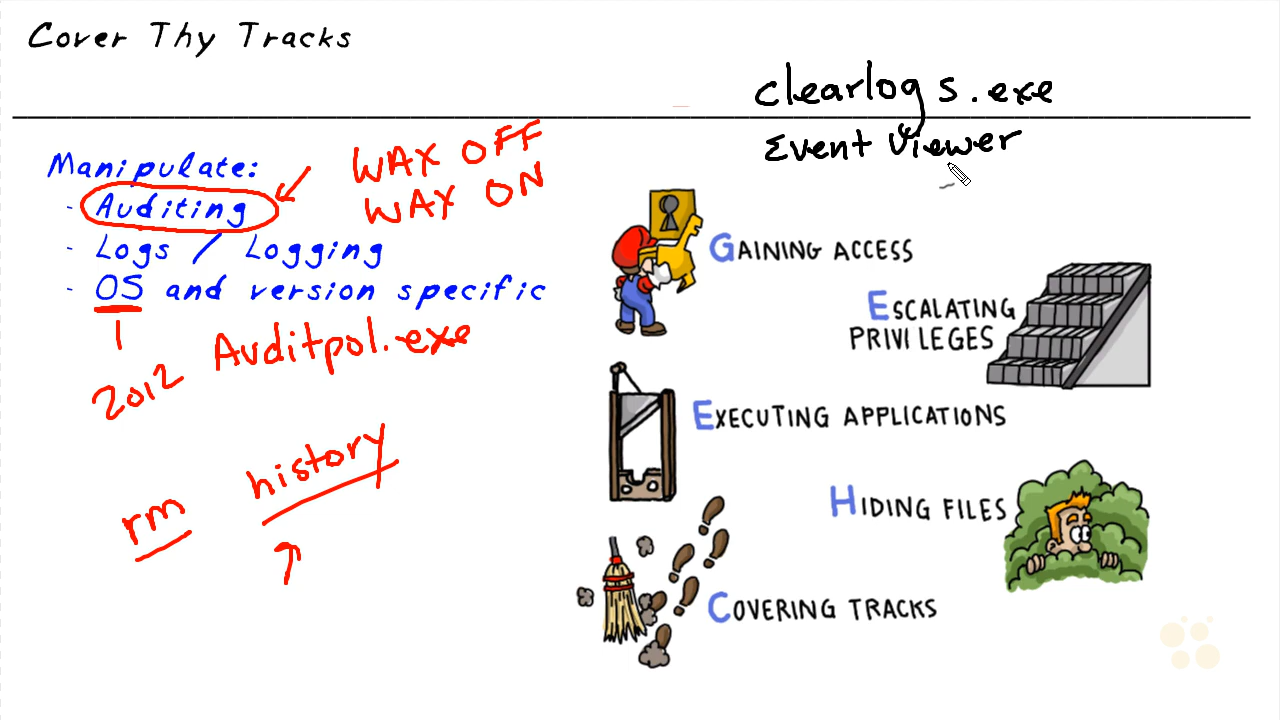 Cover Thy Tracks
clearlogs.exe
Event Viewer
Manipulate:
- Auditing
- Logs / Logging
- OS and version specific
WAX OFF
WAX ON
2012 Auditpol.exe
rm history
GAINING ACCESS
ESCALATING
PRIVILEGES
EXECUTING APPLICATIONS
HIDING FILES
COVERING TRACKS